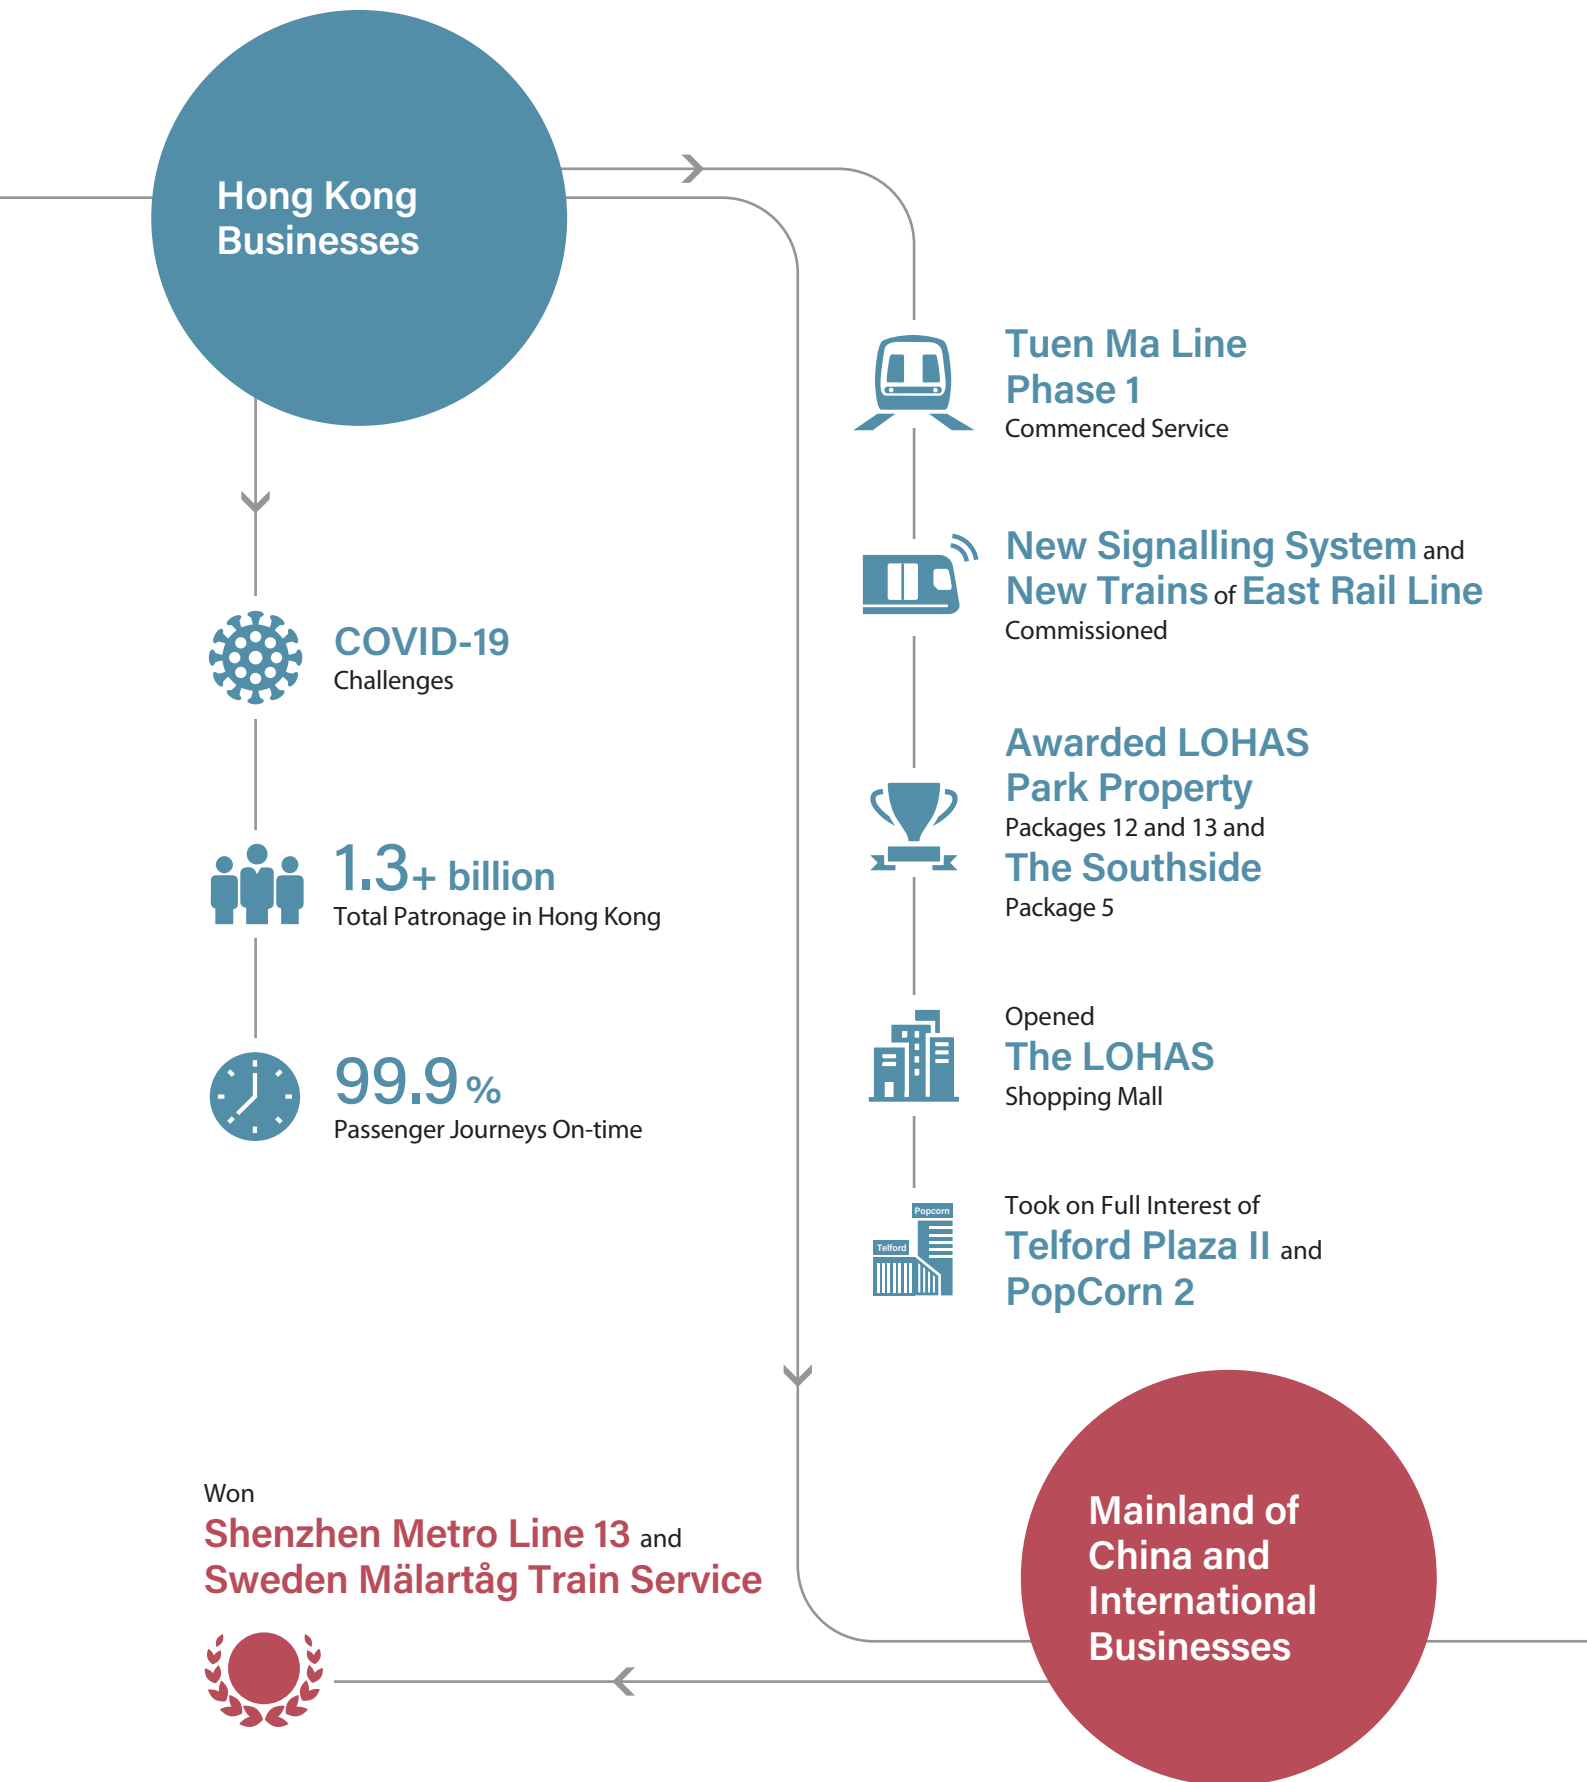 Hong Kong
Businesses
COVID-19
Challenges
1.3+ billion
Total Patronage in Hong Kong
99.9 %
Passenger Journeys On-time
Tuen Ma Line
Phase 1
Commenced Service
New Signalling System and
New Trains of East Rail Line
Commissioned
Awarded LOHAS
Park Property
Packages 12 and 13 and
The Southside
Package 5
Opened
The LOHAS
Shopping Mall
Popcorn
Telford
Took on Full Interest of
Telford Plaza II and
PopCorn 2
Mainland of
China and
International
Businesses
Won
Shenzhen Metro Line 13 and
Sweden Mälartåg Train Service